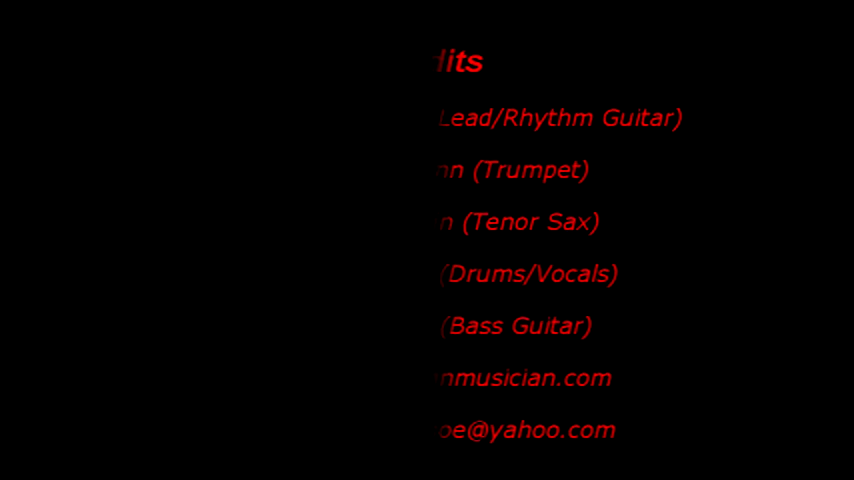 dits
Lead/Rhythm Guitar)
nn (Trumpet)
n (Tenor Sax)
(Drums/Vocals)
(Bass Guitar)
nmusician.com
oe@yahoo.com